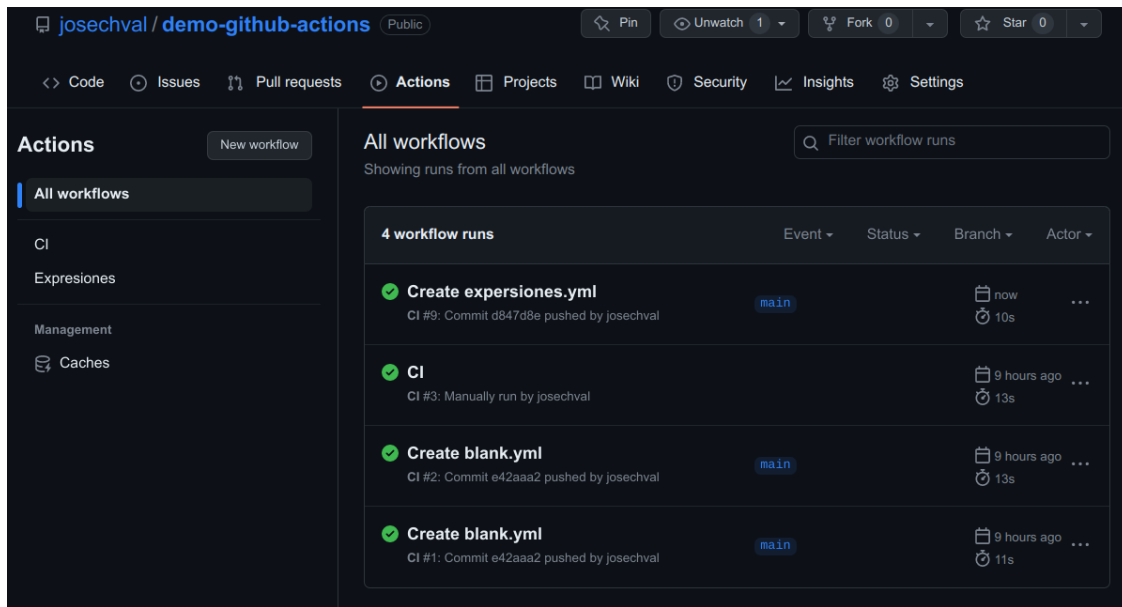 josechval / demo-github-actions Public Pin Unwatch 1 Fork 0 Star 0
Code Issues Pull requests Actions Projects Wiki Security Insights Settings
Actions New workflow
All workflows
CI
Expresiones
Management
Caches
All workflows
Showing runs from all workflows
Filter workflow runs
4 workflow runs Event Status Branch Actor
Create expersiones.yml
CI #9: Commit d847d8e pushed by josechval
main
now
10s
CI
CI #3: Manually run by josechval
9 hours ago
13s
Create blank.yml
CI #2: Commit e42aaa2 pushed by josechval
main
9 hours ago
13s
Create blank.yml
CI #1: Commit e42aaa2 pushed by josechval
main
9 hours ago
11s